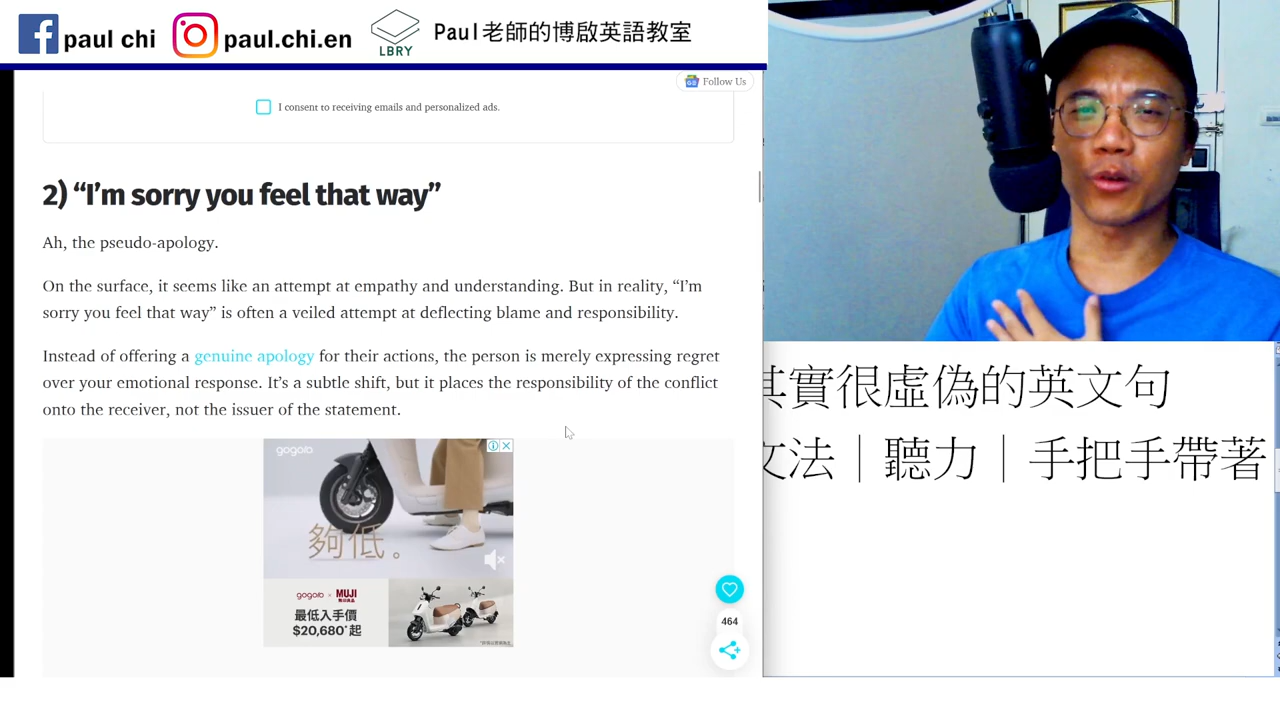 paul chi
paul.chi.en
LBRY
Paul老師的博啟英語教室
Follow Us
I consent to receiving emails and personalized ads.
2) “I’m sorry you feel that way”
Ah, the pseudo-apology.
On the surface, it seems like an attempt at empathy and understanding. But in reality, “I’m
sorry you feel that way” is often a veiled attempt at deflecting blame and responsibility.
Instead of offering a genuine apology for their actions, the person is merely expressing regret
over your emotional response. It’s a subtle shift, but it places the responsibility of the conflict
onto the receiver, not the issuer of the statement.
gogoro
夠低。
gogoro × MUJI
無印良品
最低入手價
$20,680*起
464
其實很虛偽的英文句
文法｜聽力｜手把手帶著